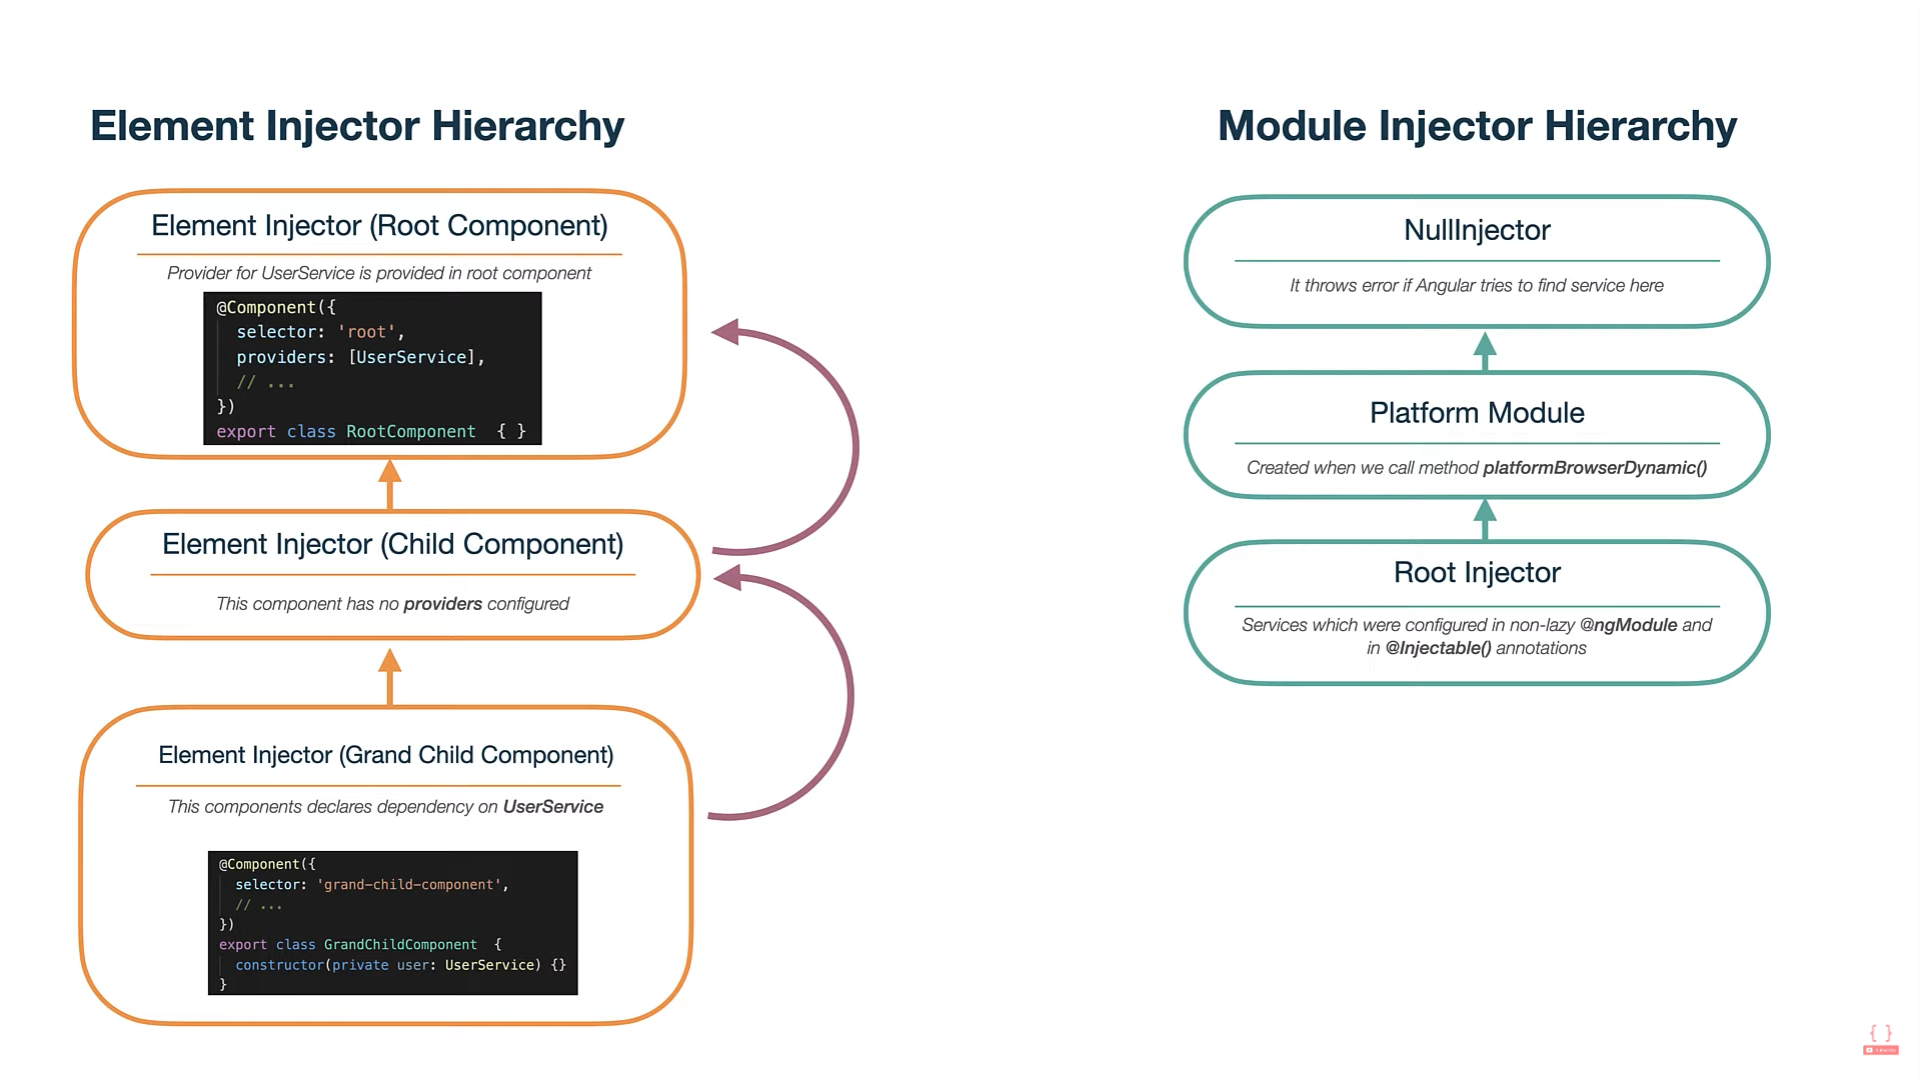 Element Injector Hierarchy
Element Injector (Root Component)
Provider for UserService is provided in root component
@Component({
selector: 'root',
providers: [UserService],
// ...
})
export class RootComponent { }
Element Injector (Child Component)
This component has no providers configured
Element Injector (Grand Child Component)
This components declares dependency on UserService
@Component({
selector: 'grand-child-component',
// ...
})
export class GrandChildComponent {
constructor(private user: UserService) {}
}
Module Injector Hierarchy
NullInjector
It throws error if Angular tries to find service here
Platform Module
Created when we call method platformBrowserDynamic()
Root Injector
Services which were configured in non-lazy @ngModule and
in @Injectable() annotations
{ }